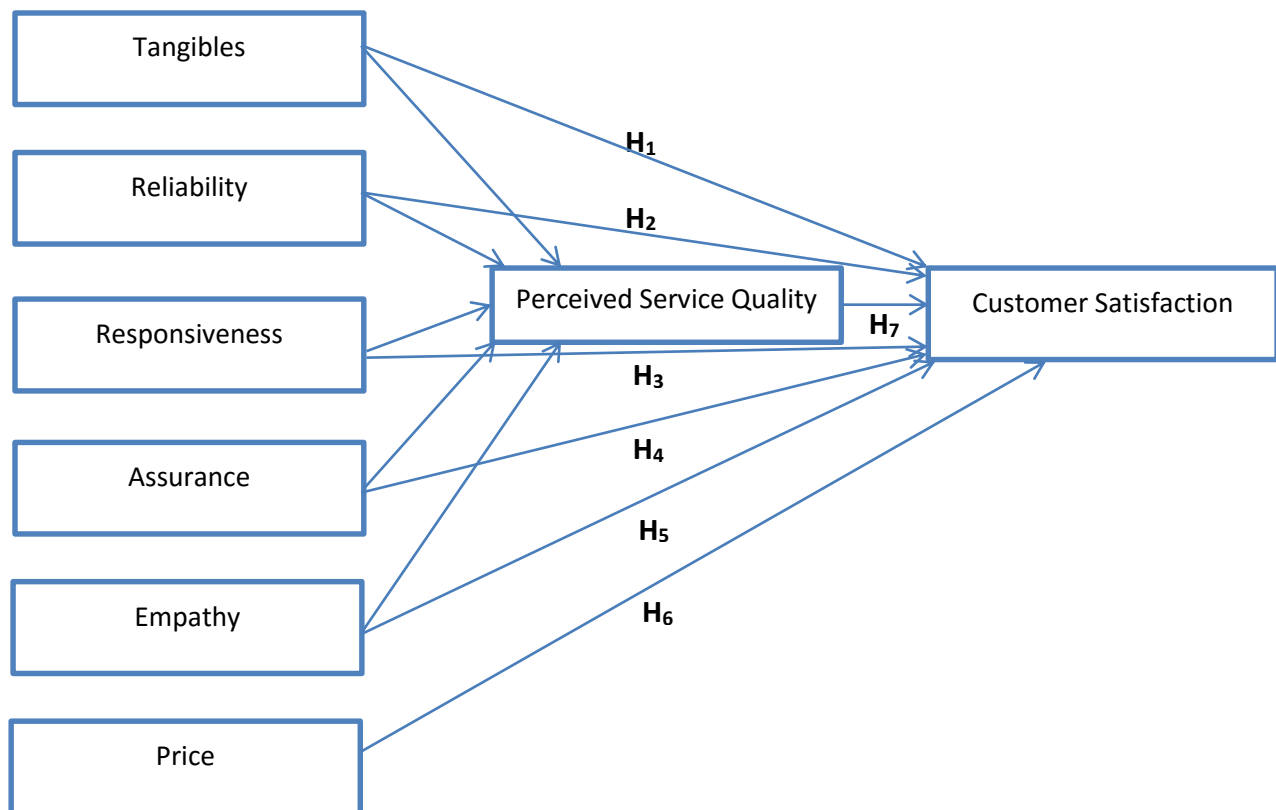 Tangibles
H₁
Reliability
H₂
Perceived Service Quality
Customer Satisfaction
Responsiveness
H₇
H₃
Assurance
H₄
H₅
Empathy
H₆
Price